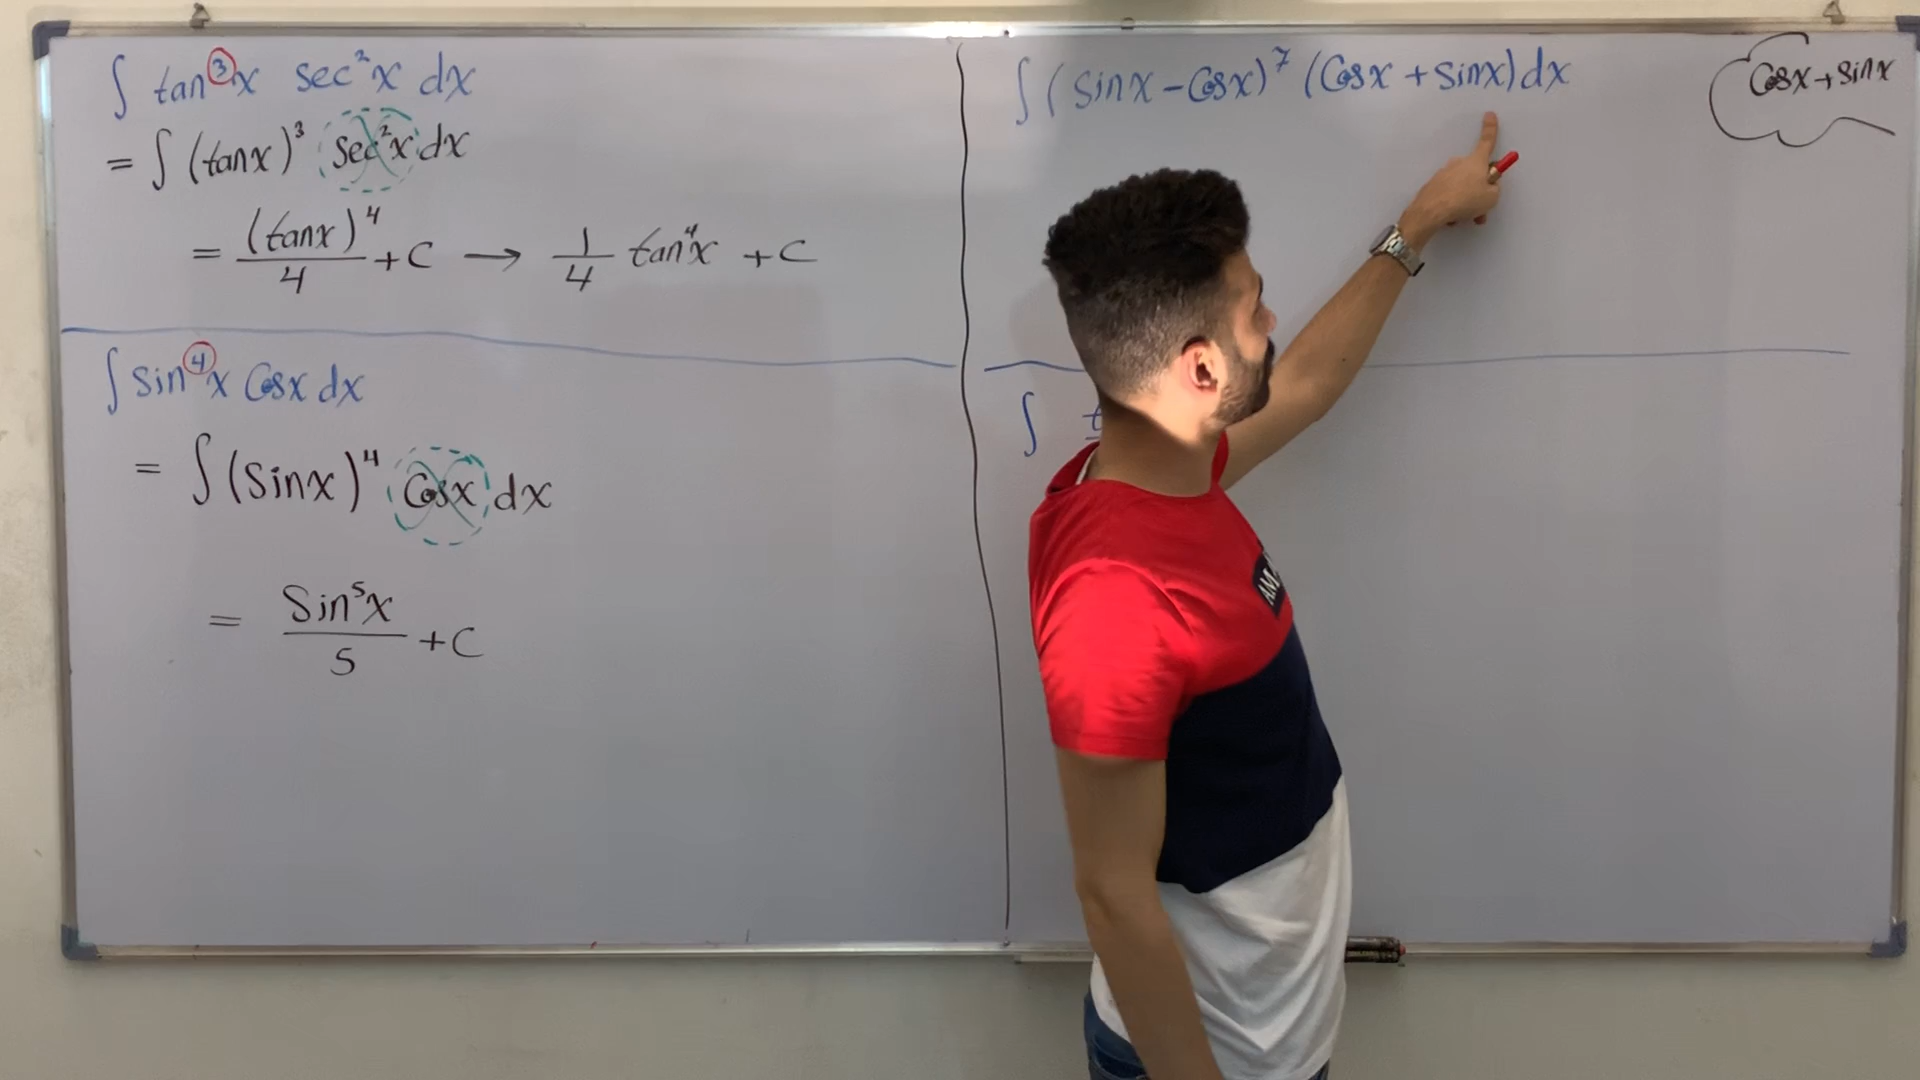 ∫ tan³x sec²x dx
= ∫ (tanx)³ sec²x dx
= (tanx)⁴/4 + C → 1/4 tan⁴x + C
∫ sin⁴x Cosx dx
= ∫ (sinx)⁴ Cosx dx
= Sin⁵x/5 + C
∫ (sinx - Cosx)⁷ (Cosx + sinx) dx
Cosx + sinx
∫